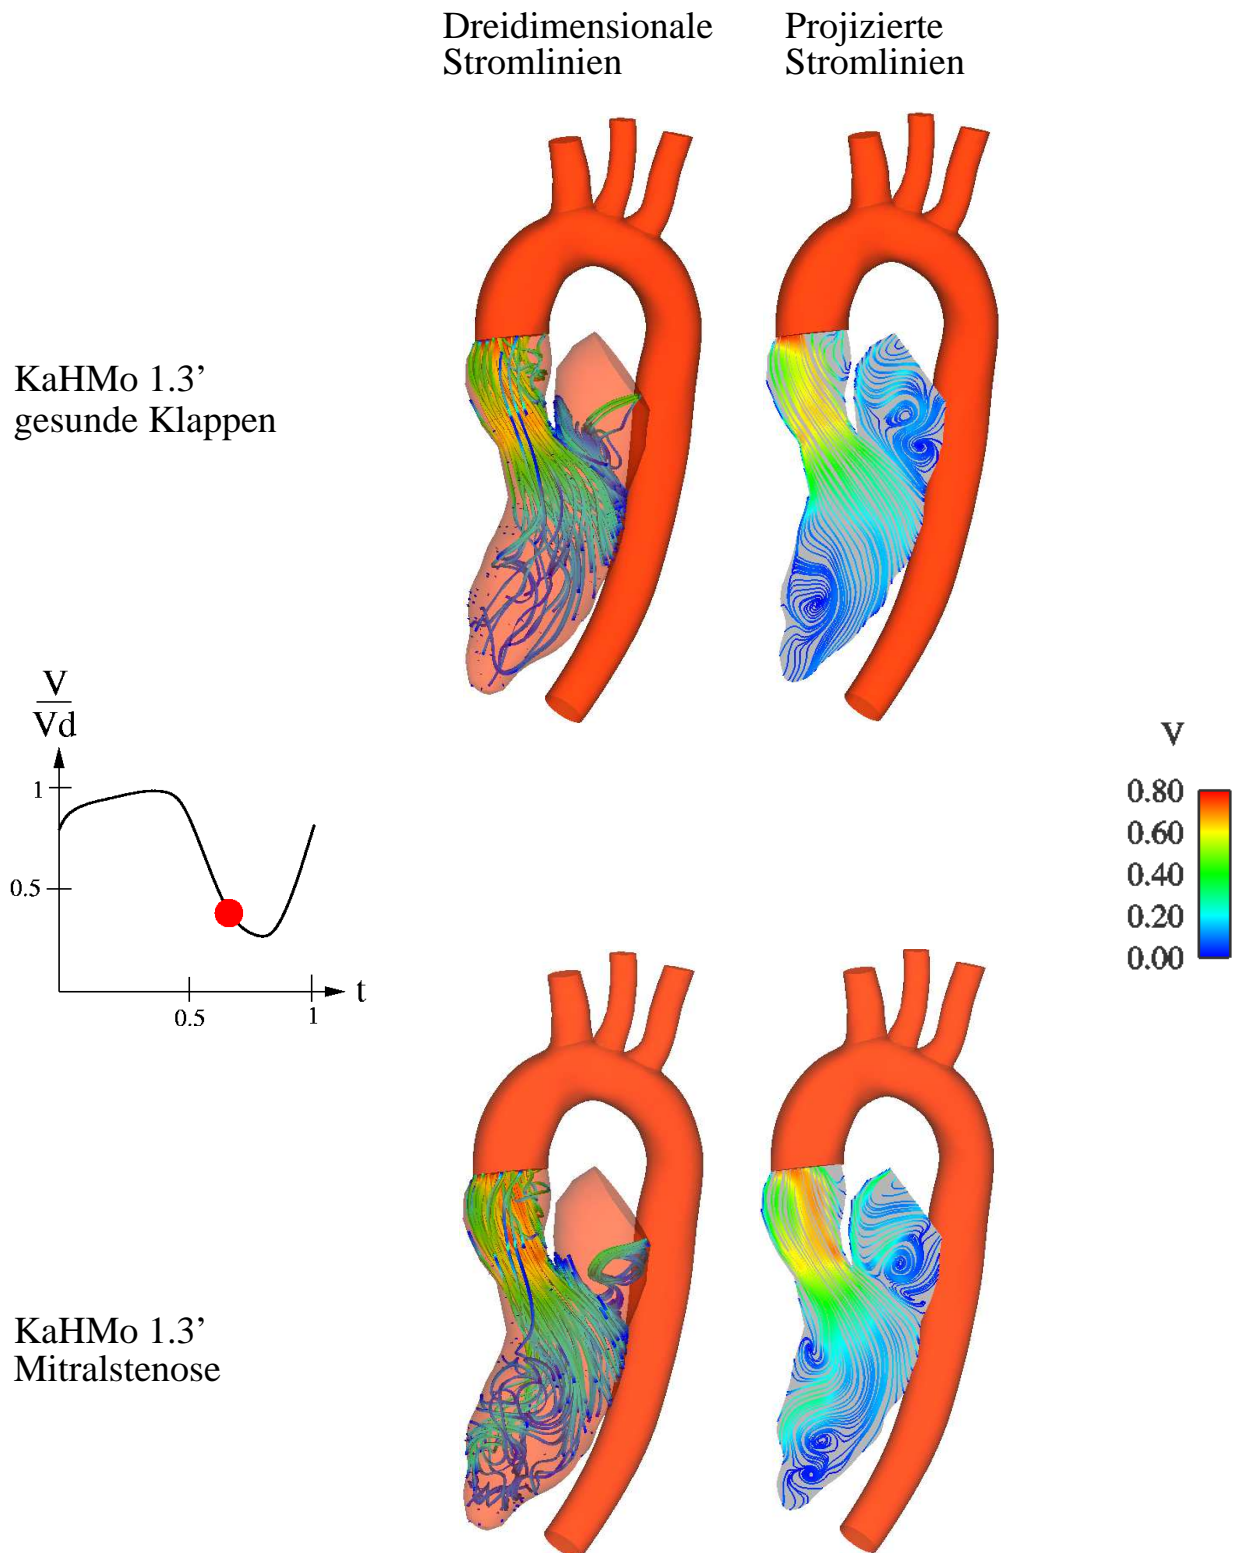 Dreidimensionale
Stromlinien
Projizierte
Stromlinien
KaHMo 1.3’
gesunde Klappen
V
Vd
1
0.5
0.5
1
t
V
0.80
0.60
0.40
0.20
0.00
KaHMo 1.3’
Mitralstenose